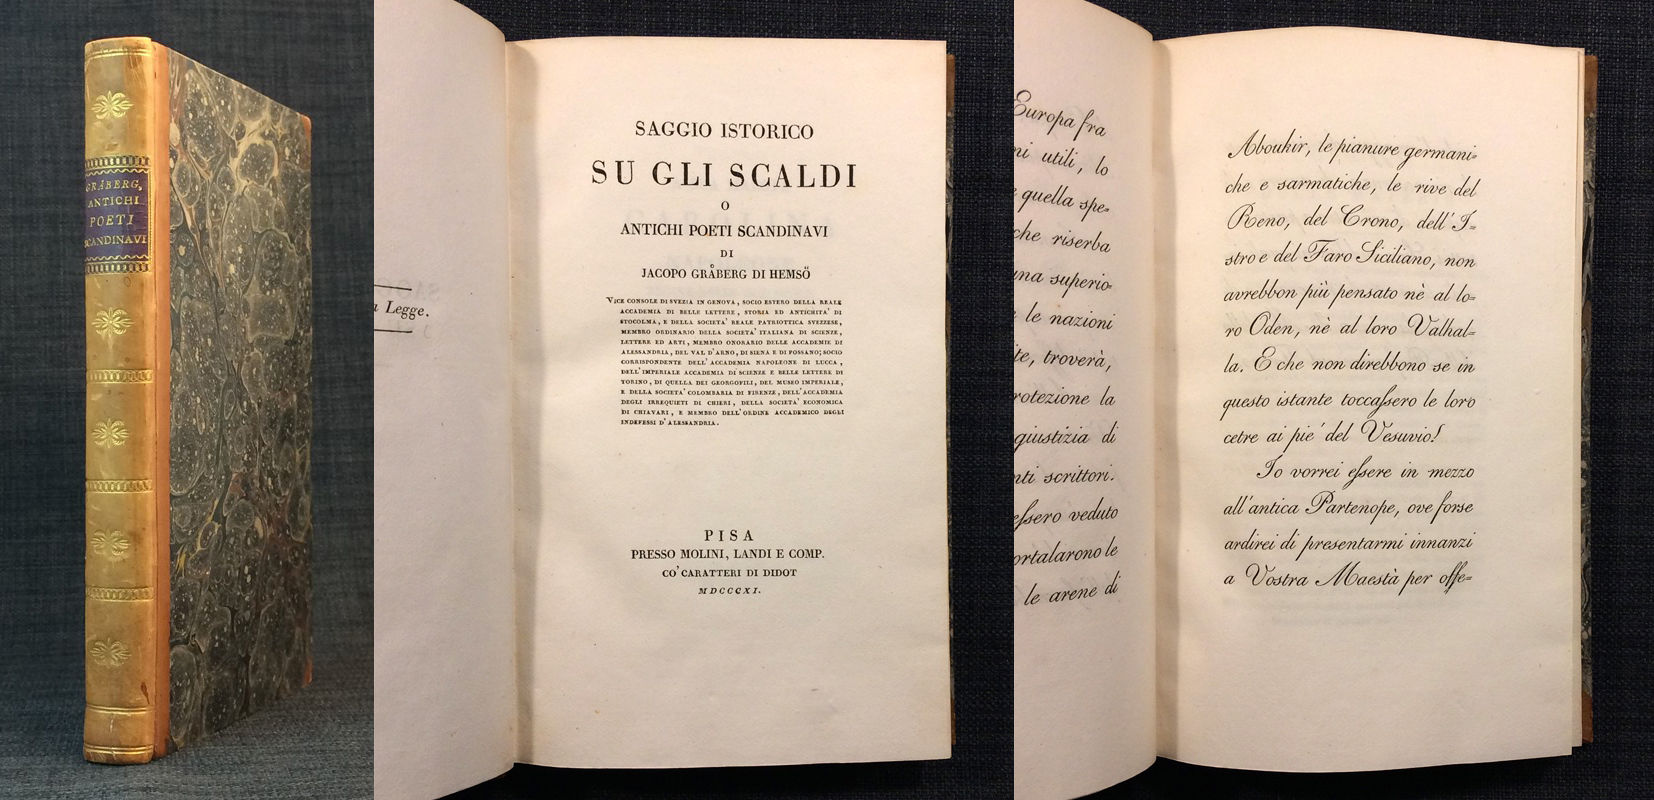 GRÅBERG,
ANTICHI
POETI
SCANDINAVI
Legge.
SAGGIO ISTORICO
SU GLI SCALDI
O
ANTICHI POETI SCANDINAVI
DI
JACOPO GRÅBERG DI HEMSÖ
VICE CONSOLE DI SVEZIA IN GENOVA, SOCIO ESTERO DELLA REALE
ACCADEMIA DI BELLE LETTERE, STORIA ED ANTICHITA' DI
STOCOLMA, E DELLA SOCIETA' REALE PATRIOTTICA SVEZZESE,
MEMBRO ORDINARIO DELLA SOCIETA' ITALIANA DI SCIENZE,
LETTERE ED ARTI, MEMBRO ONORARIO DELLE ACCADEMIE DI
ALESSANDRIA, DEL VAL D'ARNO, DI SIENA E DI FOSSANO; SOCIO
CORRISPONDENTE DELL'ACCADEMIA NAPOLEONE DI LUCCA,
DELL'IMPERIALE ACCADEMIA DI SCIENZE E BELLE LETTERE DI
TORINO, DI QUELLA DEI GEORGOFILI, DEL MUSEO IMPERIALE,
E DELLA SOCIETA' COLOMBARIA DI FIRENZE, DELL'ACCADEMIA
DEGLI IRREQUIETI DI CHIERI, DELLA SOCIETA' ECONOMICA
DI CHIAVARI, E MEMBRO DELL'ORDINE ACCADEMICO DEGLI
INDEFESSI D'ALESSANDRIA.
PISA
PRESSO MOLINI, LANDI E COMP.
CO' CARATTERI DI DIDOT
MDCCCXI.
Europa fra
utili, lo
quella spe=
che riserba
una superio=
le nazioni
troverà,
la
giustizia di
scrittori.
veduto
le
le arene di
Aboukir, le pianure germani=
che e sarmatiche, le rive del
Reno, del Crono, dell'I=
stro e del Faro Siciliano, non
avrebbon più pensato nè al lo=
ro Oden, nè al loro Valhal=
la. E che non direbbono se in
questo istante toccassero le loro
cetre ai pie' del Vesuvio!
Io vorrei essere in mezzo
all'antica Partenope, ove forse
ardirei di presentarmi innanzi
a Vostra Maestà per offe=